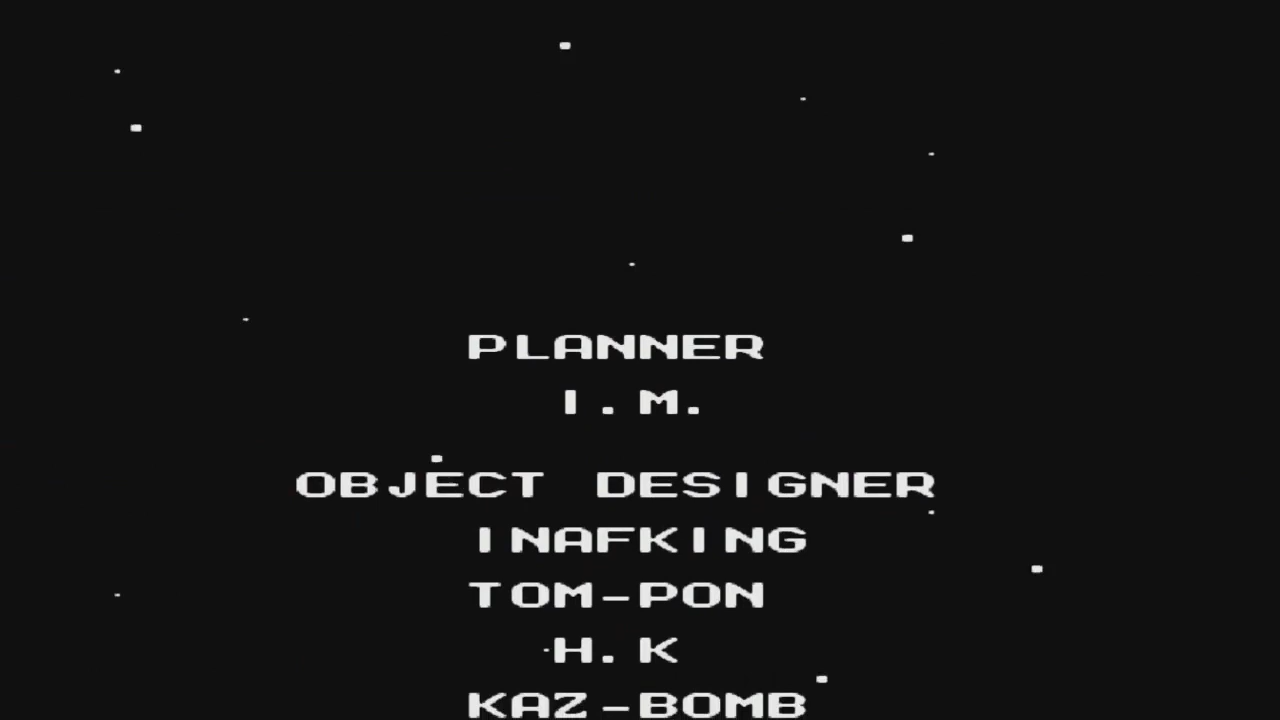 PLANNER
I.M.
OBJECT DESIGNER
INAFKING
TOM-PON
H.K
KAZ-BOMB